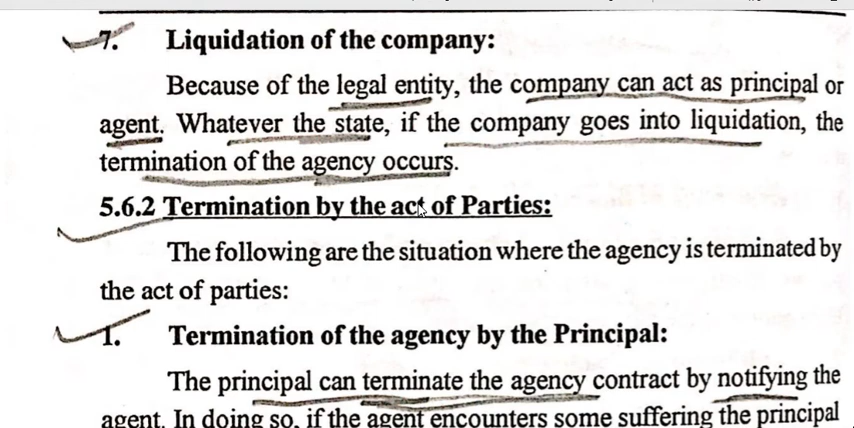 7. Liquidation of the company:
Because of the legal entity, the company can act as principal or
agent. Whatever the state, if the company goes into liquidation, the
termination of the agency occurs.
5.6.2 Termination by the act of Parties:
The following are the situation where the agency is terminated by
the act of parties:
1. Termination of the agency by the Principal:
The principal can terminate the agency contract by notifying the
agent. In doing so, if the agent encounters some suffering the principal